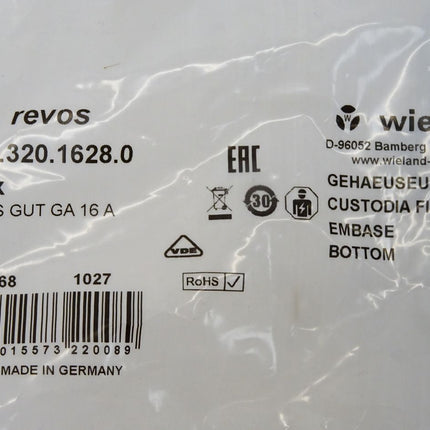 revos
.320.1628.0
GUT GA 16 A
68 1027
015573 220089
MADE IN GERMANY
EAC
30
VDE
RoHS
wie
D-96052 Bamberg
www.wieland-
GEHAEUSEU
CUSTODIA FI
EMBASE
BOTTOM